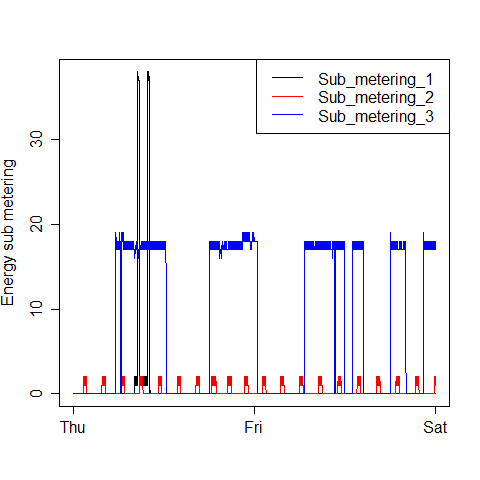 Sub_metering_1
Sub_metering_2
Sub_metering_3
Energy sub metering
30
20
10
0
Thu Fri Sat